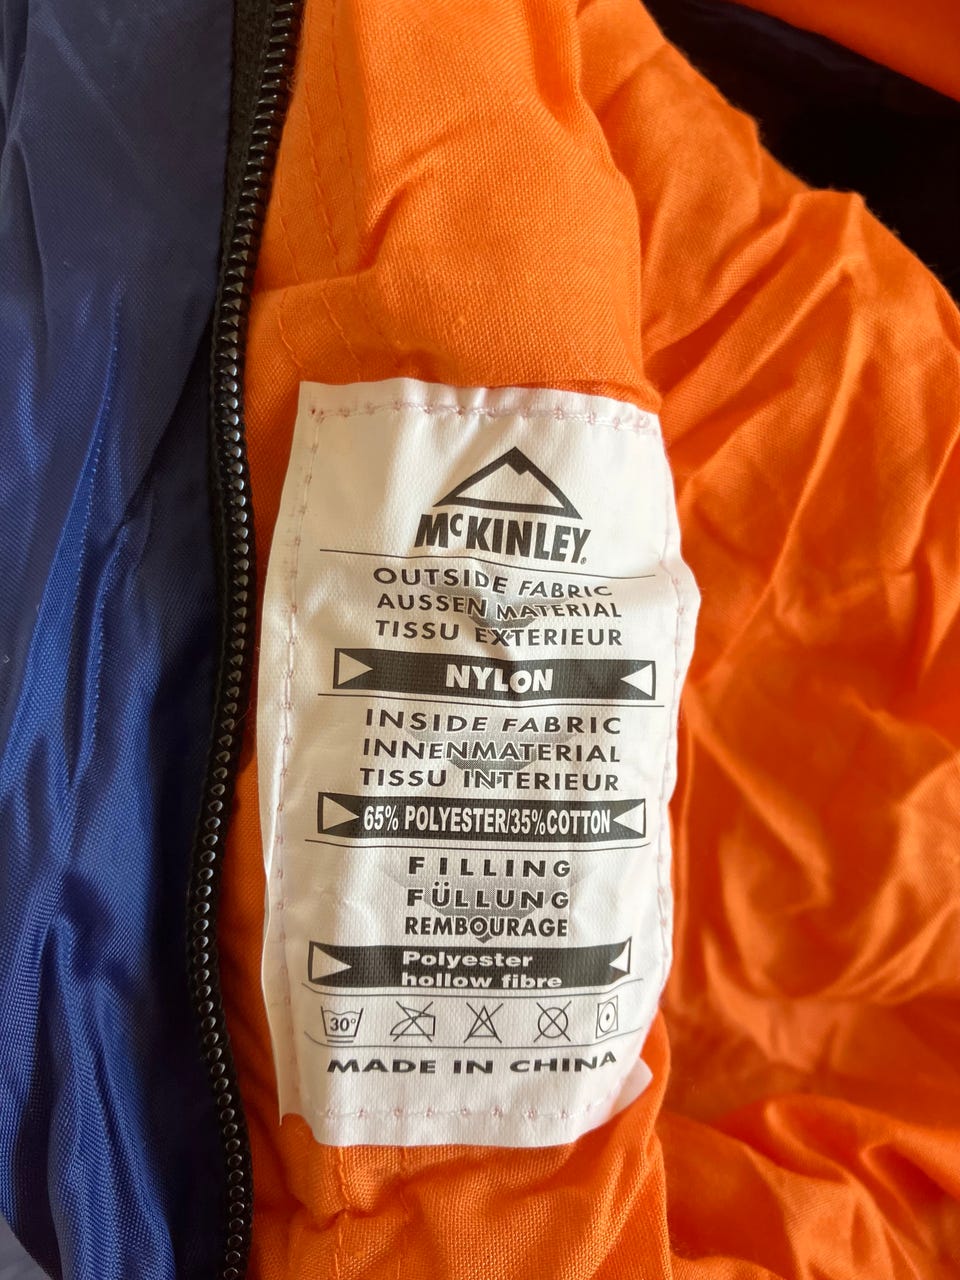 McKINLEY®
OUTSIDE FABRIC
AUSSEN MATERIAL
TISSU EXTERIEUR
NYLON
INSIDE FABRIC
INNENMATERIAL
TISSU INTERIEUR
65% POLYESTER/35%COTTON
FILLING
FÜLLUNG
REMBOURAGE
Polyester
hollow fibre
30°
MADE IN CHINA